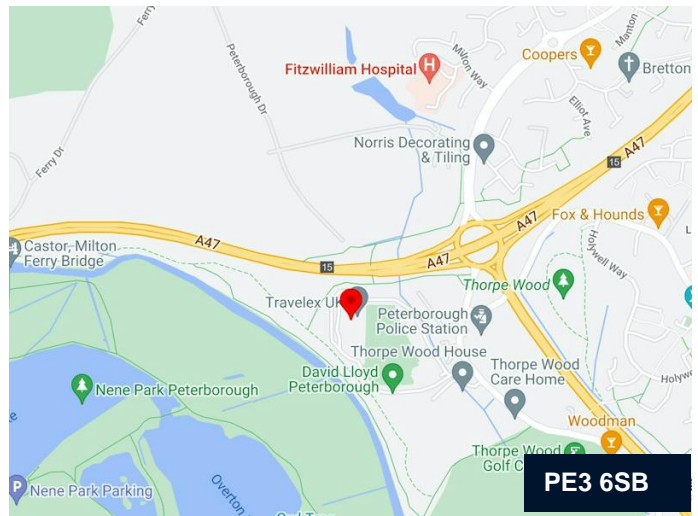 Ferry Dr
Peterborough Dr
Fitzwilliam Hospital
H
Milton Way
Coopers
Manton
Bretton
Elliot Ave
Norris Decorating
& Tiling
15
A47
Ferry Dr
A47
A47
Fox & Hounds
L
Holywell Way
Castor, Milton
Ferry Bridge
15
A47
Thorpe Wood
Travelex UK
Peterborough
Police Station
Thorpe Wood House
Thorpe Wood
Care Home
David Lloyd
Peterborough
Nene Park Peterborough
Woodman
Thorpe Wood
Golf C
PE3 6SB
P
Nene Park Parking
Overton